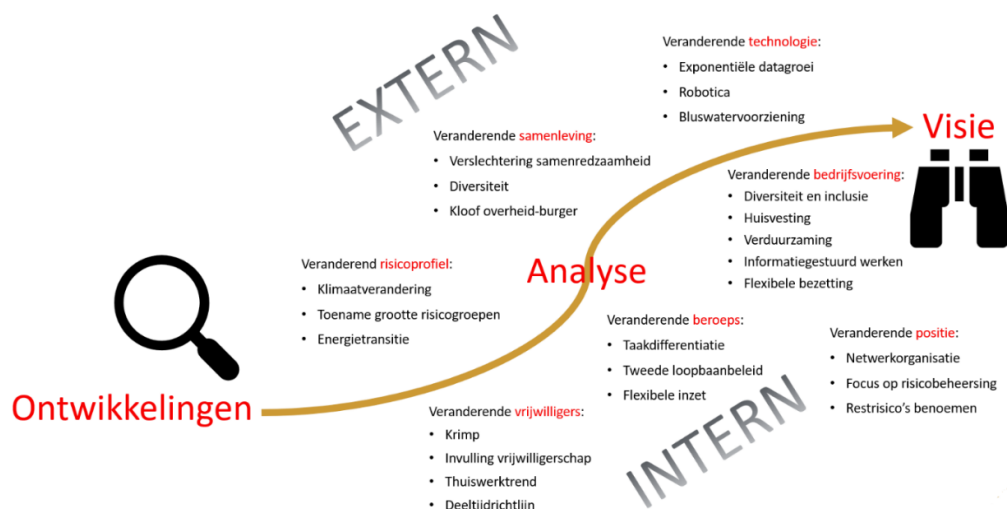 EXTERN
Veranderende technologie:
• Exponentiële datagroei
• Robotica
• Bluswatervoorziening
Visie
Veranderende samenleving:
• Verslechtering samenredzaamheid
• Diversiteit
• Kloof overheid-burger
Veranderende bedrijfsvoering:
• Diversiteit en inclusie
• Huisvesting
• Verduurzaming
• Informatiegestuurd werken
• Flexibele bezetting
Veranderend risicoprofiel:
• Klimaatverandering
• Toename grootte risicogroepen
• Energietransitie
Analyse
Veranderende beroeps:
• Taakdifferentiatie
• Tweede loopbaanbeleid
• Flexibele inzet
Veranderende positie:
• Netwerkorganisatie
• Focus op risicobeheersing
• Restrisico's benoemen
Ontwikkelingen
Veranderende vrijwilligers:
• Krimp
• Invulling vrijwilligerschap
• Thuiswerktrend
• Deeltijdrichtlijn
INTERN